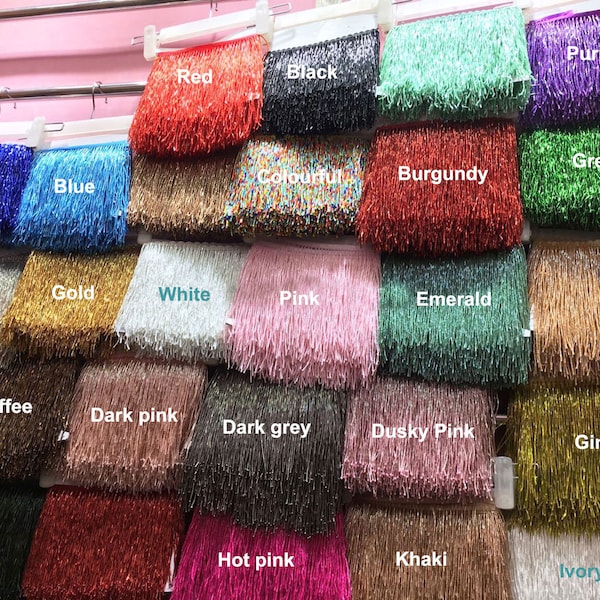 Red
Black
Pur
Blue
Colourful
Burgundy
Gre
Gold
White
Pink
Emerald
ffee
Dark pink
Dark grey
Dusky Pink
Gin
Hot pink
Khaki
Ivory